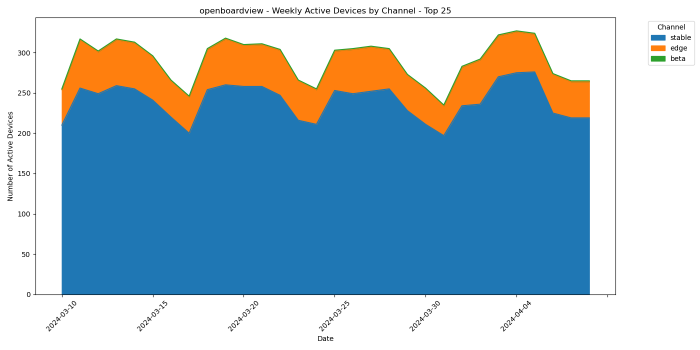 openboardview - Weekly Active Devices by Channel - Top 25
Channel
stable
edge
beta
Number of Active Devices
300
250
200
150
100
50
0
2024-03-10
2024-03-15
2024-03-20
2024-03-25
2024-03-30
2024-04-04
Date